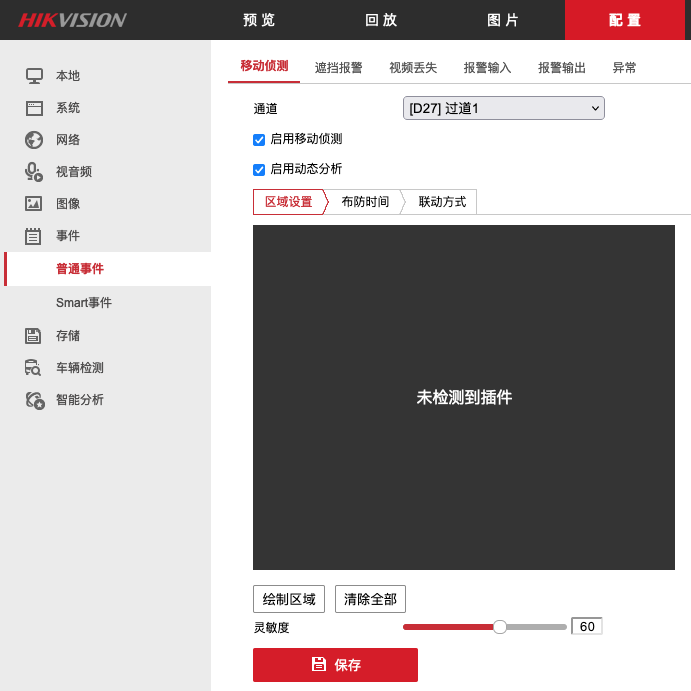 HIKVISION
预览 回放 图片 配置
移动侦测 遮挡报警 视频丢失 报警输入 报警输出 异常
本地
系统
网络
视音频
图像
事件
普通事件
Smart事件
存储
车辆检测
智能分析
通道 [D27] 过道1
启用移动侦测
启用动态分析
区域设置 布防时间 联动方式
未检测到插件
绘制区域 清除全部
灵敏度 60
保存